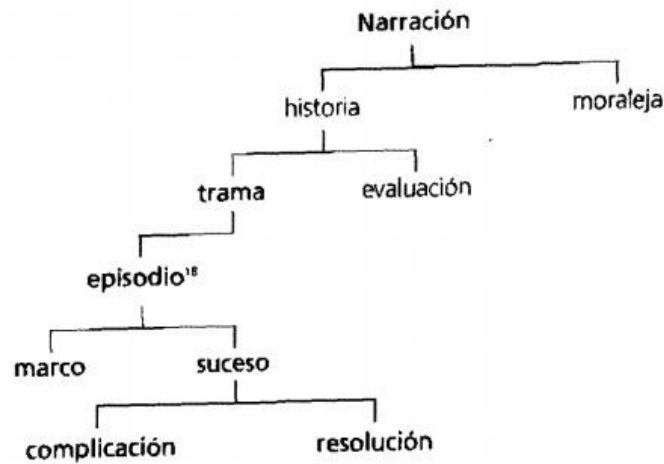 Narración
historia moraleja
trama evaluación
episodio¹⁸
marco suceso
complicación resolución